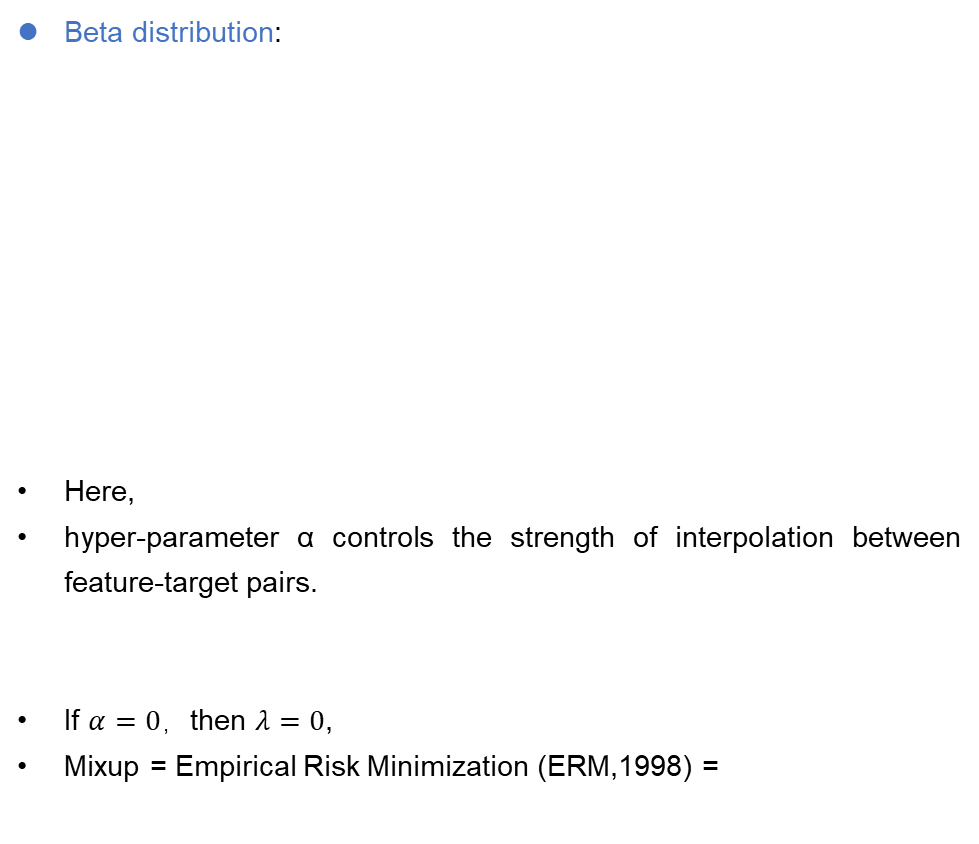 ● Beta distribution:
• Here,
• hyper-parameter α controls the strength of interpolation between
feature-target pairs.
• If 𝛼 = 0, then 𝜆 = 0,
• Mixup = Empirical Risk Minimization (ERM,1998) =